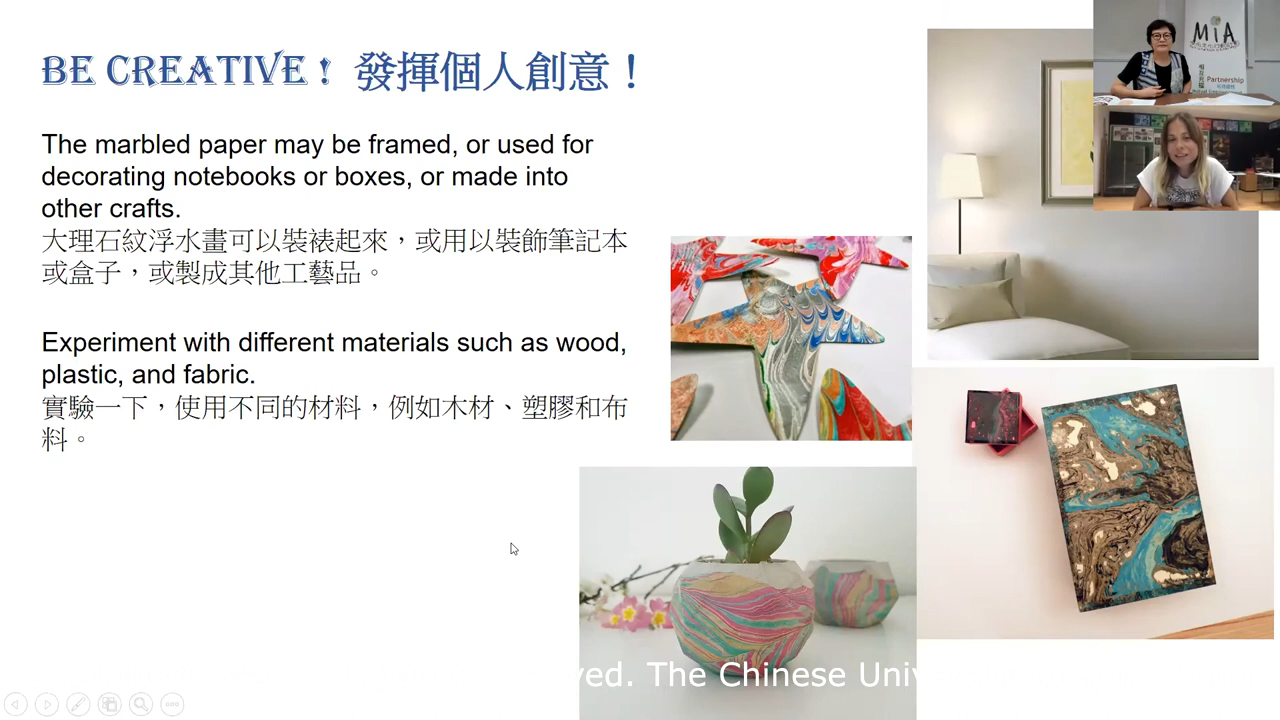 BE CREATIVE! 發揮個人創意！
The marbled paper may be framed, or used for
decorating notebooks or boxes, or made into
other crafts.
大理石紋浮水畫可以裝裱起來，或用以裝飾筆記本
或盒子，或製成其他工藝品。
Experiment with different materials such as wood,
plastic, and fabric.
實驗一下，使用不同的材料，例如木材、塑膠和布
料。
MiA
Partnership
ved. The Chinese Univ